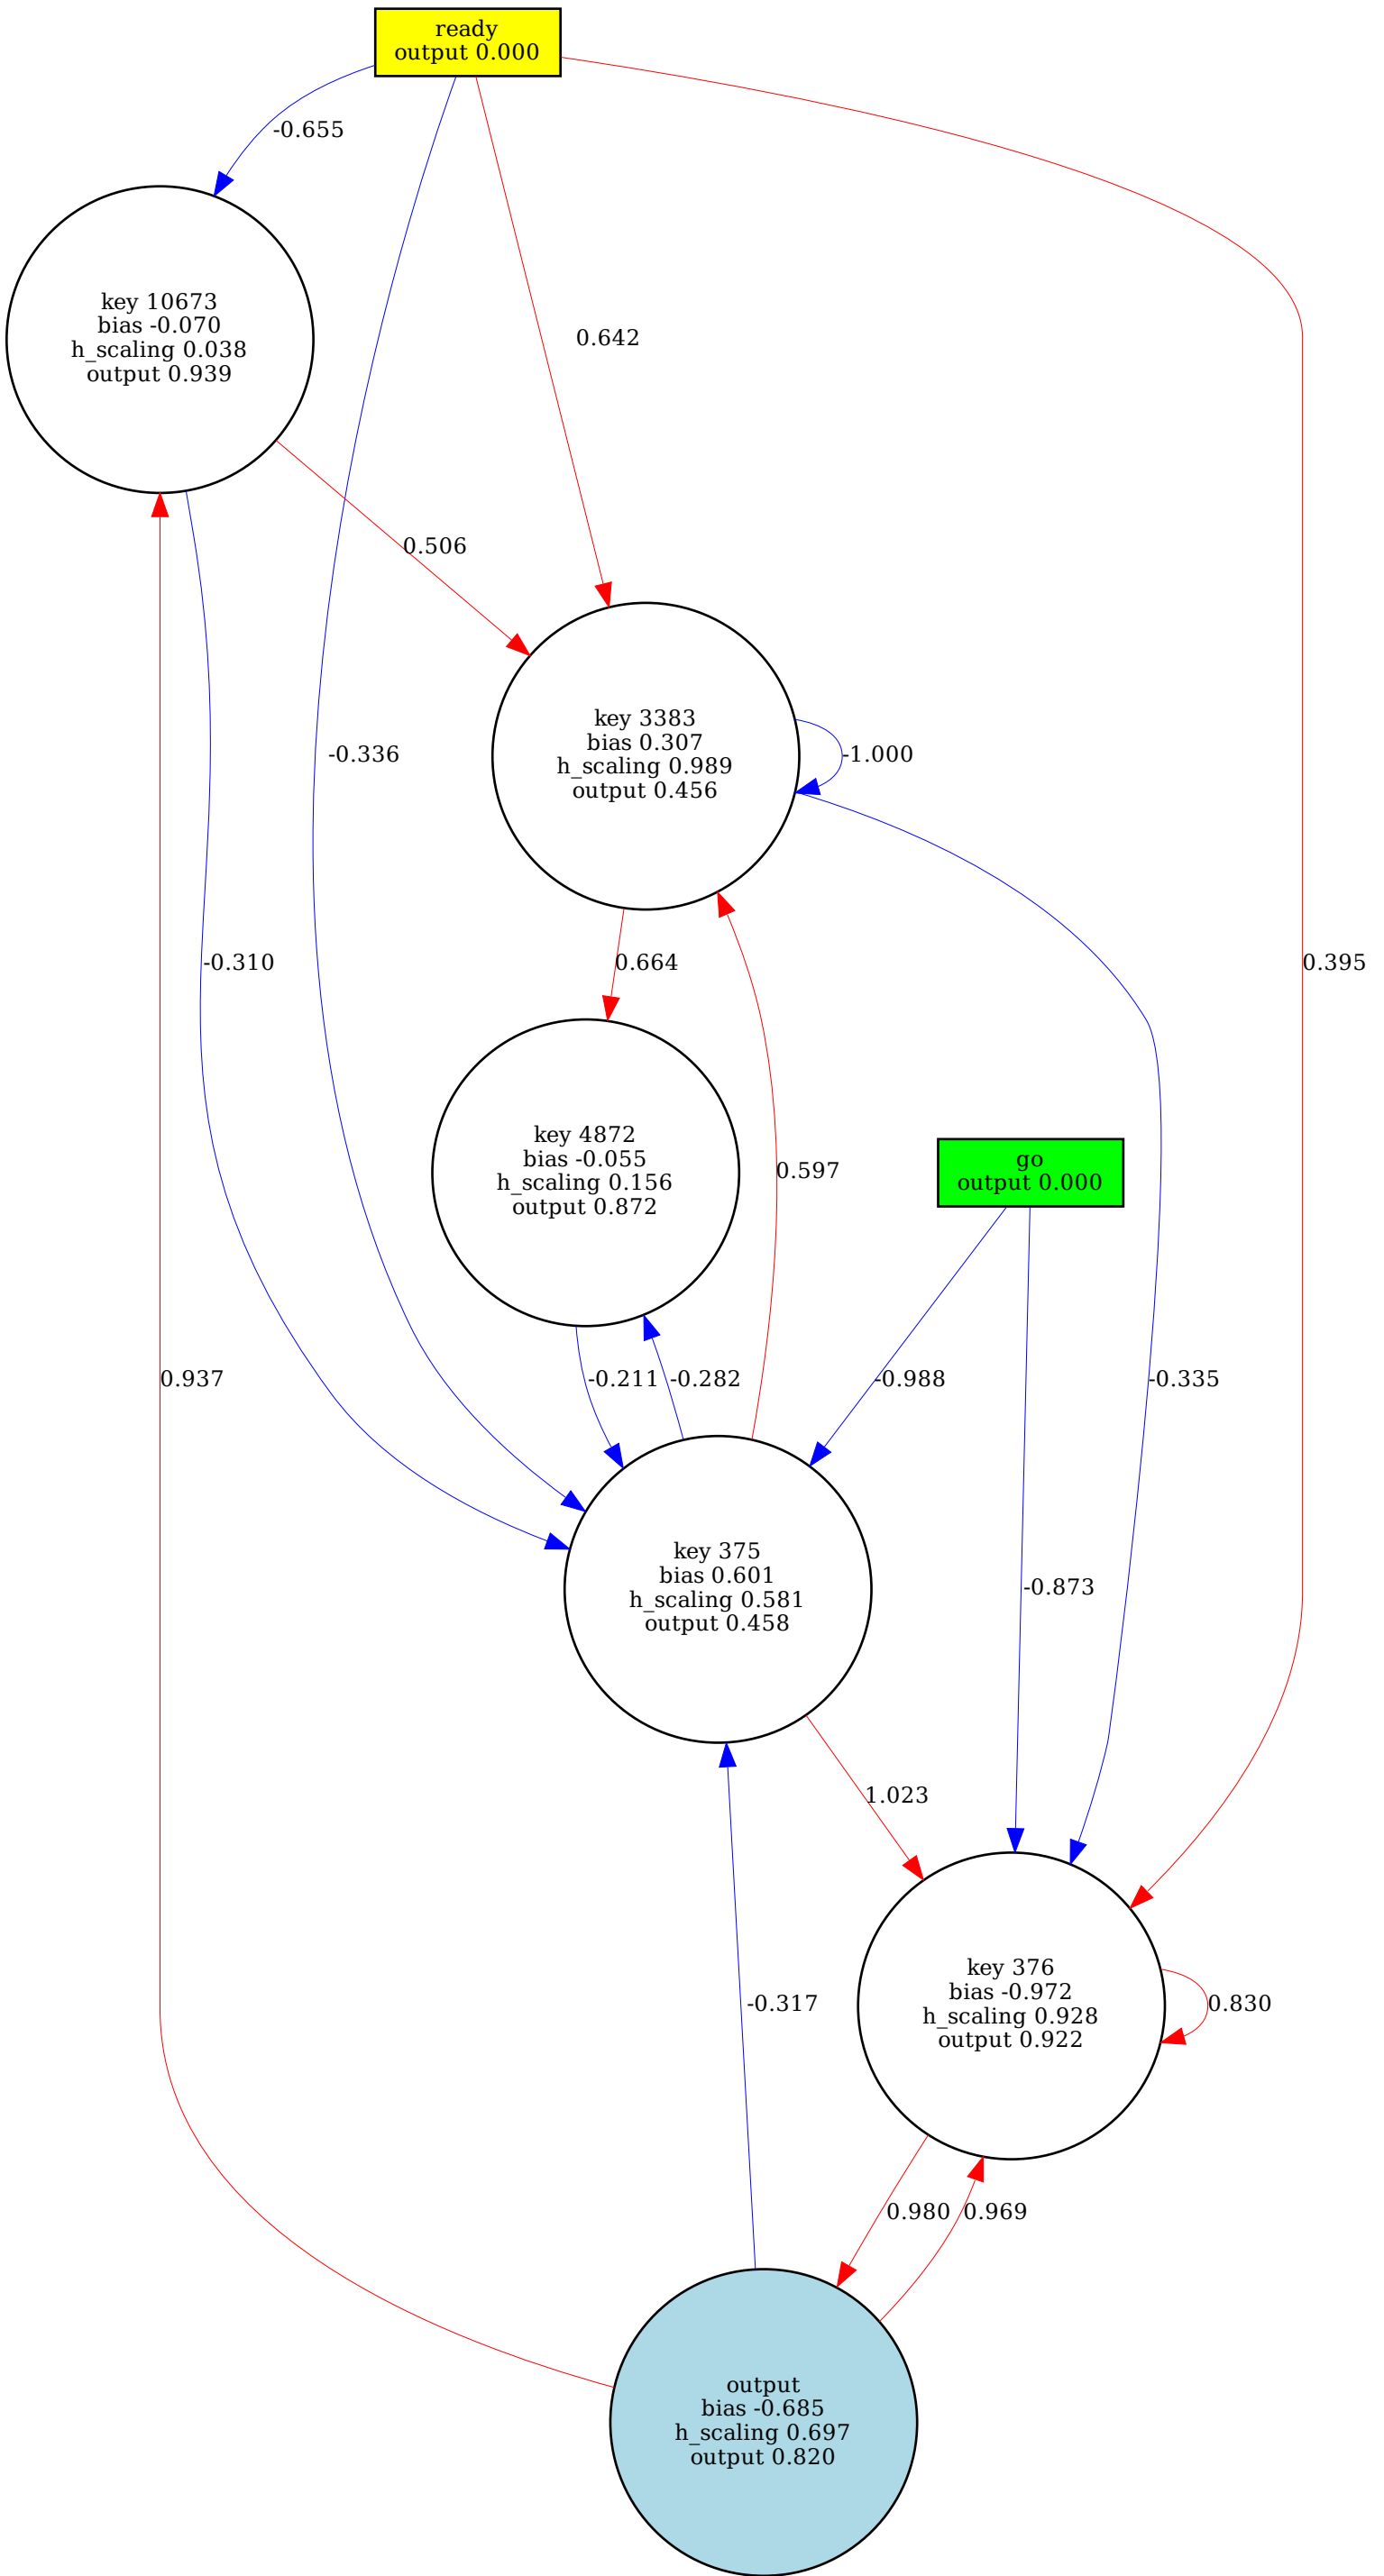 ready
output 0.000
-0.655
key 10673
bias -0.070
h_scaling 0.038
output 0.939
0.642
0.506
key 3383
bias 0.307
h_scaling 0.989
output 0.456
-0.336
-1.000
-0.310
0.664
0.395
key 4872
bias -0.055
h_scaling 0.156
output 0.872
0.597
go
output 0.000
0.937
-0.211
-0.282
-0.988
-0.335
key 375
bias 0.601
h_scaling 0.581
output 0.458
-0.873
1.023
key 376
bias -0.972
h_scaling 0.928
output 0.922
-0.317
0.830
0.980
0.969
output
bias -0.685
h_scaling 0.697
output 0.820